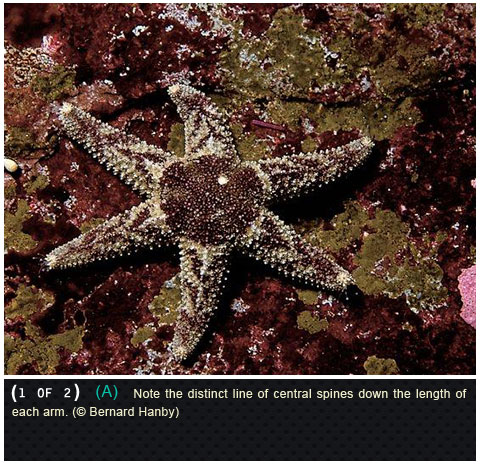 (1 OF 2) (A) Note the distinct line of central spines down the length of
each arm. (© Bernard Hanby)